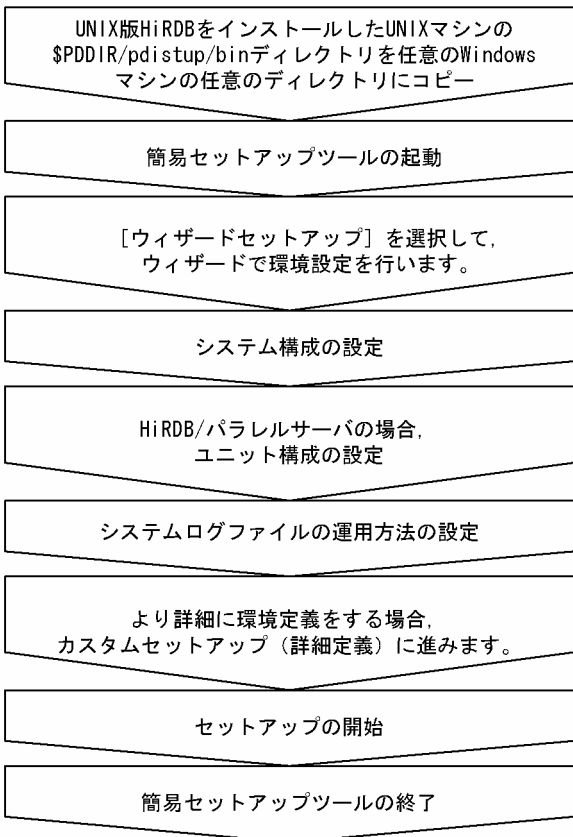 UNIX版HiRDBをインストールしたUNIXマシンの
$PDDIR/pdistup/binディレクトリを任意のWindows
マシンの任意のディレクトリにコピー
簡易セットアップツールの起動
［ウィザードセットアップ］を選択して，
ウィザードで環境設定を行います。
システム構成の設定
HiRDB/パラレルサーバの場合，
ユニット構成の設定
システムログファイルの運用方法の設定
より詳細に環境定義をする場合，
カスタムセットアップ（詳細定義）に進みます。
セットアップの開始
簡易セットアップツールの終了